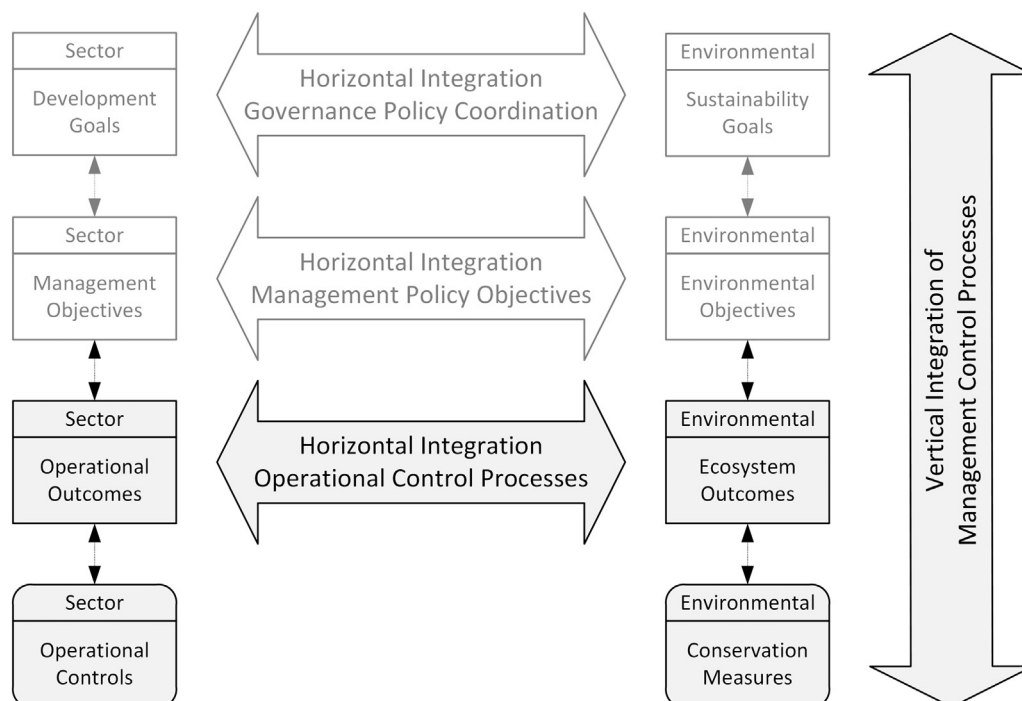 Sector
Development
Goals
Horizontal Integration
Governance Policy Coordination
Environmental
Sustainability
Goals
Sector
Management
Objectives
Horizontal Integration
Management Policy Objectives
Environmental
Environmental
Objectives
Sector
Operational
Outcomes
Horizontal Integration
Operational Control Processes
Environmental
Ecosystem
Outcomes
Sector
Operational
Controls
Environmental
Conservation
Measures
Vertical Integration of
Management Control Processes